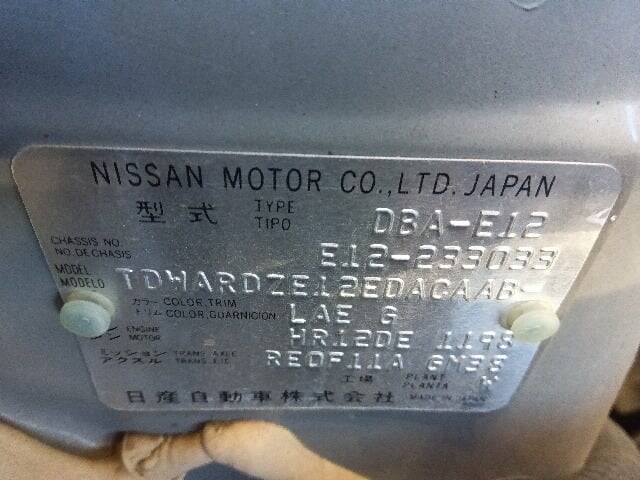 NISSAN MOTOR CO.,LTD. JAPAN
型式 TYPE TIPO DBA-E12
CHASSIS NO. NO. DE CHASIS E12-233033
MODEL MODELO TDWARDZE12EDACAAB-
カラー COLOR, TRIM トリム COLOR, GUARNICION LAE G
ENGINE MOTOR HR12DE 1198
ミッション TRANS. AXLE アクスル TRANS. EJE RE0F11A GM38
工場 PLANT PLANTA W
日産自動車株式会社 MADE IN JAPAN